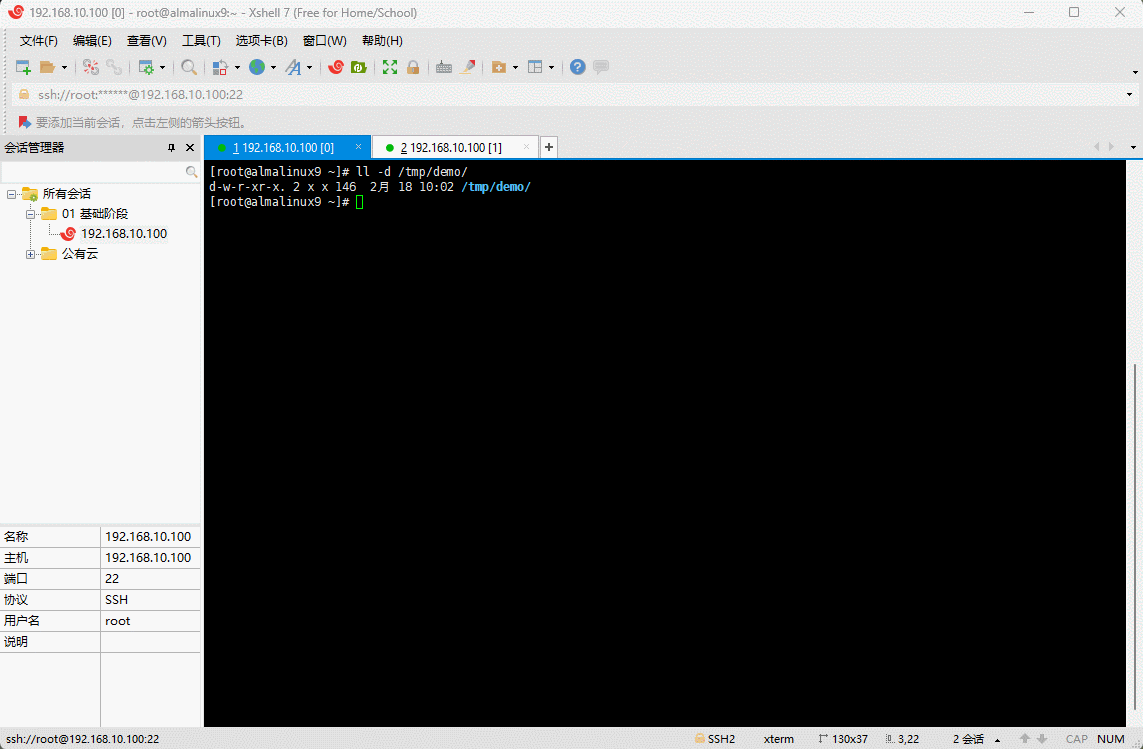 192.168.10.100 [0] - root@almalinux9:~ - Xshell 7 (Free for Home/School)
文件(F) 编辑(E) 查看(V) 工具(T) 选项卡(B) 窗口(W) 帮助(H)
ssh://root:******@192.168.10.100:22
要添加当前会话，点击左侧的箭头按钮。
会话管理器
1 192.168.10.100 [0]
2 192.168.10.100 [1]
所有会话
01 基础阶段
192.168.10.100
公有云
[root@almalinux9 ~]# ll -d /tmp/demo/
d-w-r-xr-x. 2 x x 146  2月 18 10:02 /tmp/demo/
[root@almalinux9 ~]#
名称 192.168.10.100
主机 192.168.10.100
端口 22
协议 SSH
用户名 root
说明
ssh://root@192.168.10.100:22 SSH2 xterm 130x37 3,22 2 会话 CAP NUM